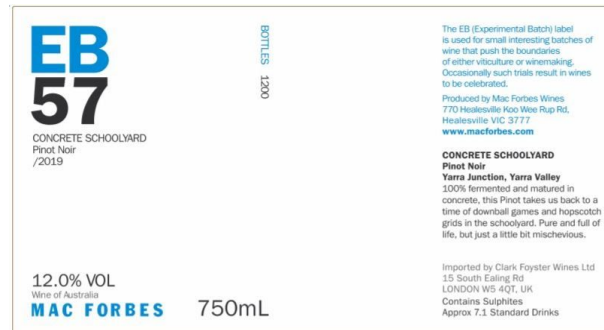 EB
57
CONCRETE SCHOOLYARD
Pinot Noir
/2019
12.0% VOL
Wine of Australia
MAC FORBES
750mL
BOTTLES 1200
The EB (Experimental Batch) label
is used for small interesting batches of
wine that push the boundaries
of either viticulture or winemaking.
Occasionally such trials result in wines
to be celebrated.
Produced by Mac Forbes Wines
770 Healesville Koo Wee Rup Rd,
Healesville VIC 3777
www.macforbes.com
CONCRETE SCHOOLYARD
Pinot Noir
Yarra Junction, Yarra Valley
100% fermented and matured in
concrete, this Pinot takes us back to a
time of downball games and hopscotch
grids in the schoolyard. Pure and full of
life, but just a little bit mischevious.
Imported by Clark Foyster Wines Ltd
15 South Ealing Rd
LONDON W5 4QT, UK
Contains Sulphites
Approx 7.1 Standard Drinks